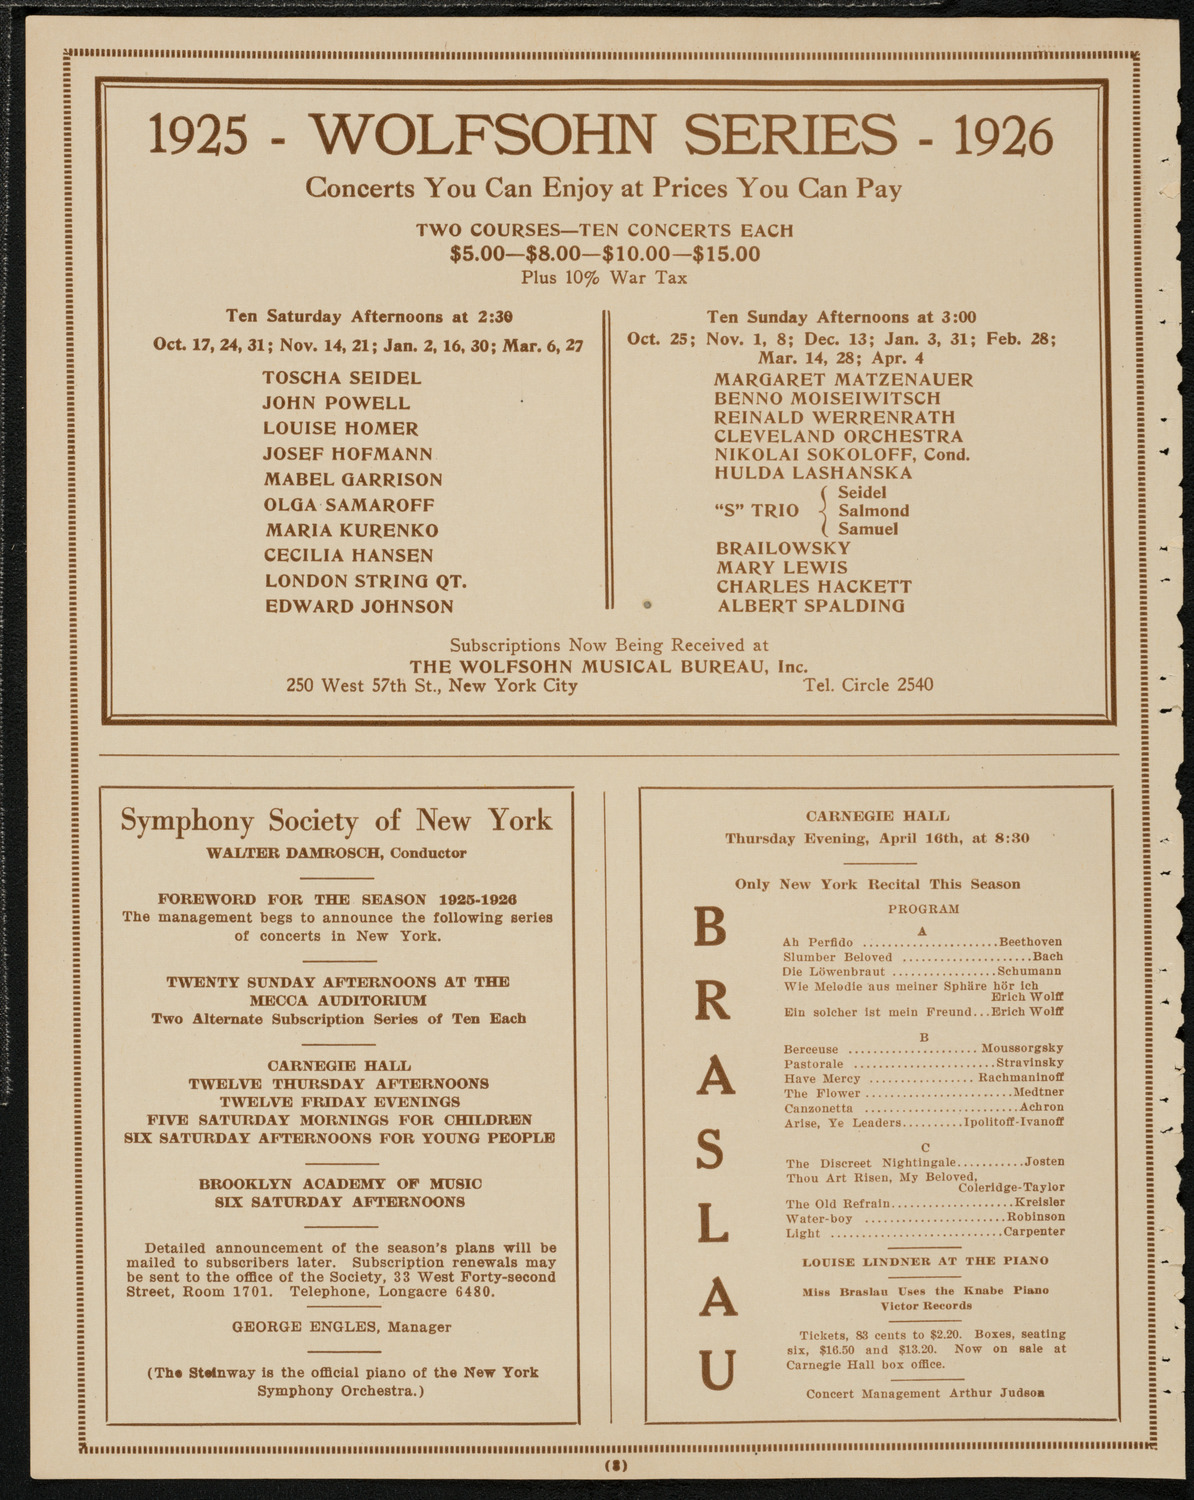 1925 - WOLFSOHN SERIES - 1926
Concerts You Can Enjoy at Prices You Can Pay
TWO COURSES—TEN CONCERTS EACH
$5.00—$8.00—$10.00—$15.00
Plus 10% War Tax
Ten Saturday Afternoons at 2:30
Oct. 17, 24, 31; Nov. 14, 21; Jan. 2, 16, 30; Mar. 6, 27
TOSCHA SEIDEL
JOHN POWELL
LOUISE HOMER
JOSEF HOFMANN
MABEL GARRISON
OLGA SAMAROFF
MARIA KURENKO
CECILIA HANSEN
LONDON STRING QT.
EDWARD JOHNSON
Ten Sunday Afternoons at 3:00
Oct. 25; Nov. 1, 8; Dec. 13; Jan. 3, 31; Feb. 28;
Mar. 14, 28; Apr. 4
MARGARET MATZENAUER
BENNO MOISEIWITSCH
REINALD WERRENRATH
CLEVELAND ORCHESTRA
NIKOLAI SOKOLOFF, Cond.
HULDA LASHANSKA
"S" TRIO { Seidel
Salmond
Samuel
BRAILOWSKY
MARY LEWIS
CHARLES HACKETT
ALBERT SPALDING
Subscriptions Now Being Received at
THE WOLFSOHN MUSICAL BUREAU, Inc.
250 West 57th St., New York City Tel. Circle 2540
Symphony Society of New York
WALTER DAMROSCH, Conductor
FOREWORD FOR THE SEASON 1925-1926
The management begs to announce the following series
of concerts in New York.
TWENTY SUNDAY AFTERNOONS AT THE
MECCA AUDITORIUM
Two Alternate Subscription Series of Ten Each
CARNEGIE HALL
TWELVE THURSDAY AFTERNOONS
TWELVE FRIDAY EVENINGS
FIVE SATURDAY MORNINGS FOR CHILDREN
SIX SATURDAY AFTERNOONS FOR YOUNG PEOPLE
BROOKLYN ACADEMY OF MUSIC
SIX SATURDAY AFTERNOONS
Detailed announcement of the season's plans will be
mailed to subscribers later. Subscription renewals may
be sent to the office of the Society, 33 West Forty-second
Street, Room 1701. Telephone, Longacre 6480.
GEORGE ENGLES, Manager
(The Steinway is the official piano of the New York
Symphony Orchestra.)
CARNEGIE HALL
Thursday Evening, April 16th, at 8:30
Only New York Recital This Season
BRASLAU
PROGRAM
A
Ah Perfido ......................Beethoven
Slumber Beloved .....................Bach
Die Löwenbraut .................Schumann
Wie Melodie aus meiner Sphäre hör ich
Erich Wolff
Ein solcher ist mein Freund...Erich Wolff
B
Berceuse ..................... Moussorgsky
Pastorale .......................Stravinsky
Have Mercy ................. Rachmaninoff
The Flower ........................Medtner
Canzonetta .........................Achron
Arise, Ye Leaders..........Ipolitoff-Ivanoff
C
The Discreet Nightingale...........Josten
Thou Art Risen, My Beloved,
Coleridge-Taylor
The Old Refrain....................Kreisler
Water-boy .......................Robinson
Light ............................Carpenter
LOUISE LINDNER AT THE PIANO
Miss Braslau Uses the Knabe Piano
Victor Records
Tickets, 83 cents to $2.20. Boxes, seating
six, $16.50 and $13.20. Now on sale at
Carnegie Hall box office.
Concert Management Arthur Judson
(8)